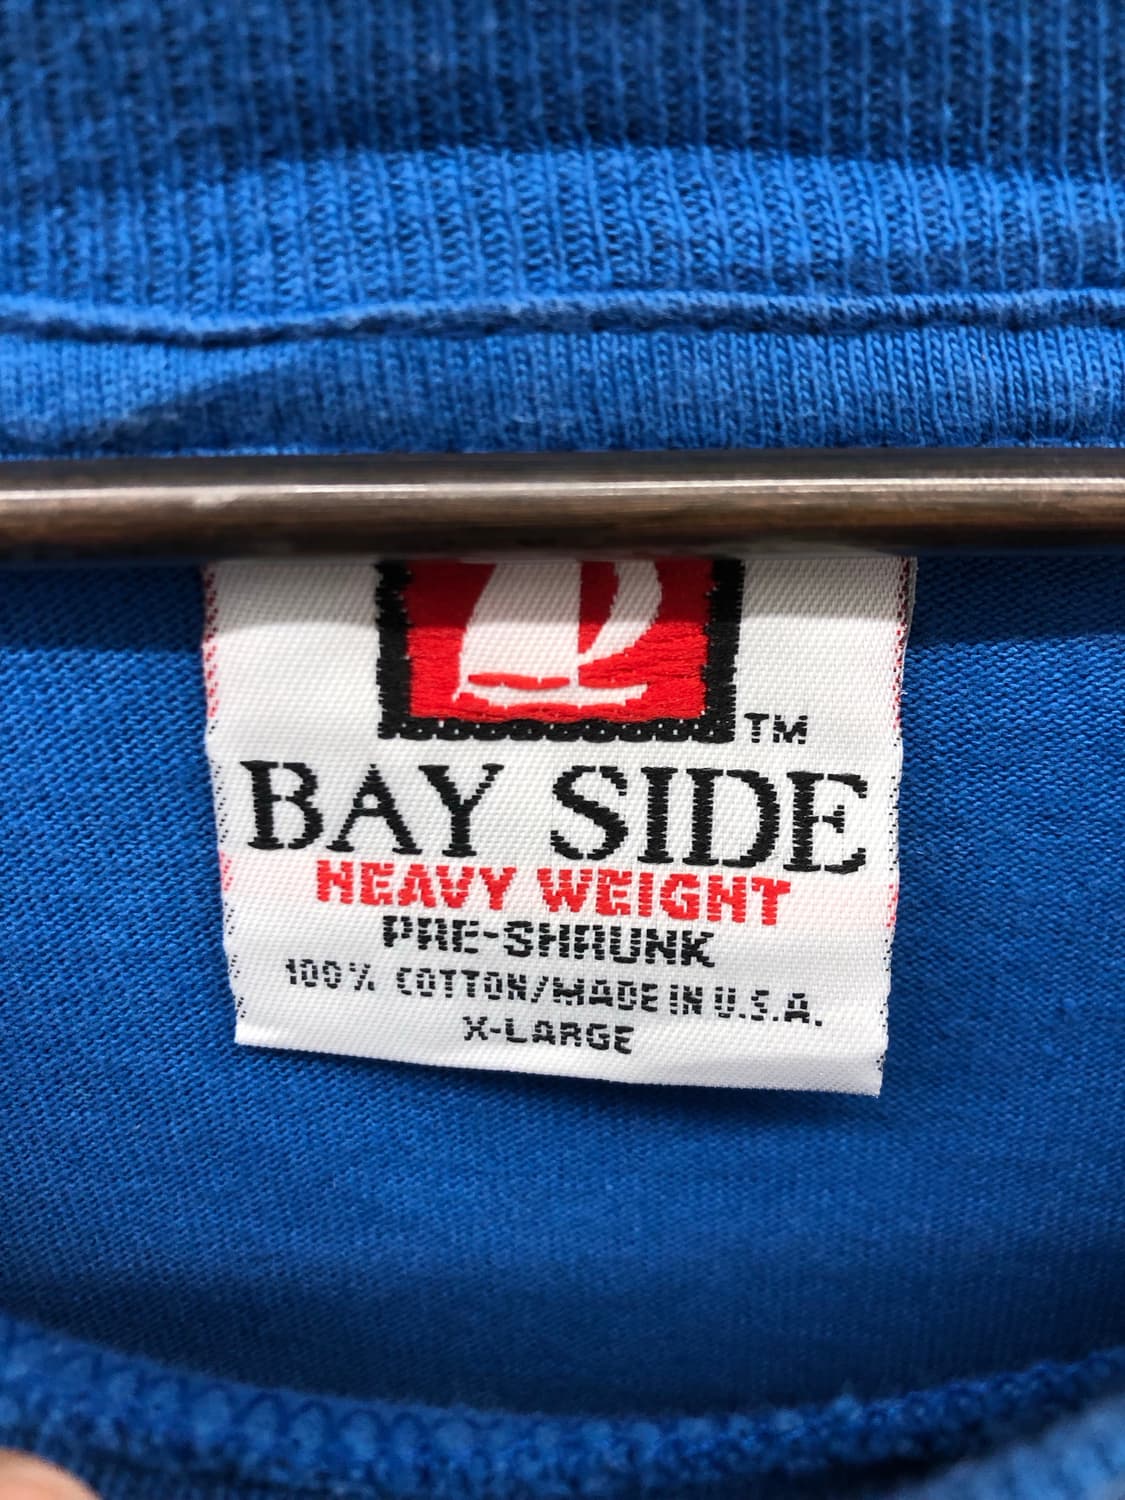 TM
BAY SIDE
HEAVY WEIGHT
PRE-SHRUNK
100% COTTON/MADE IN U.S.A.
X-LARGE